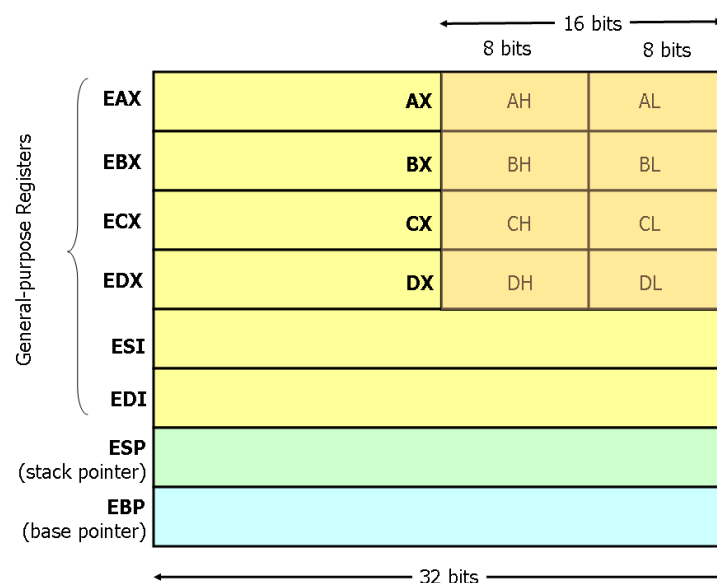 16 bits
8 bits 8 bits
EAX AX AH AL
EBX BX BH BL
ECX CX CH CL
EDX DX DH DL
General-purpose Registers
ESI
EDI
ESP
(stack pointer)
EBP
(base pointer)
32 bits